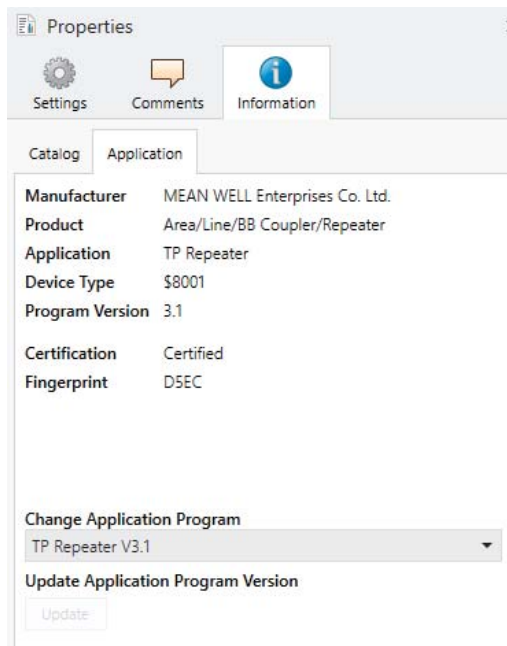 Properties
Settings Comments Information
Catalog Application
Manufacturer MEAN WELL Enterprises Co. Ltd.
Product Area/Line/BB Coupler/Repeater
Application TP Repeater
Device Type $8001
Program Version 3.1
Certification Certified
Fingerprint D5EC
Change Application Program
TP Repeater V3.1
Update Application Program Version
Update